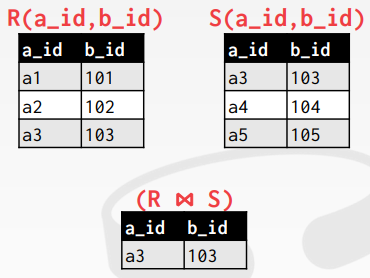 R(a_id,b_id) S(a_id,b_id)
a_id b_id a_id b_id
a1 101 a3 103
a2 102 a4 104
a3 103 a5 105
(R ⋈ S)
a_id b_id
a3 103